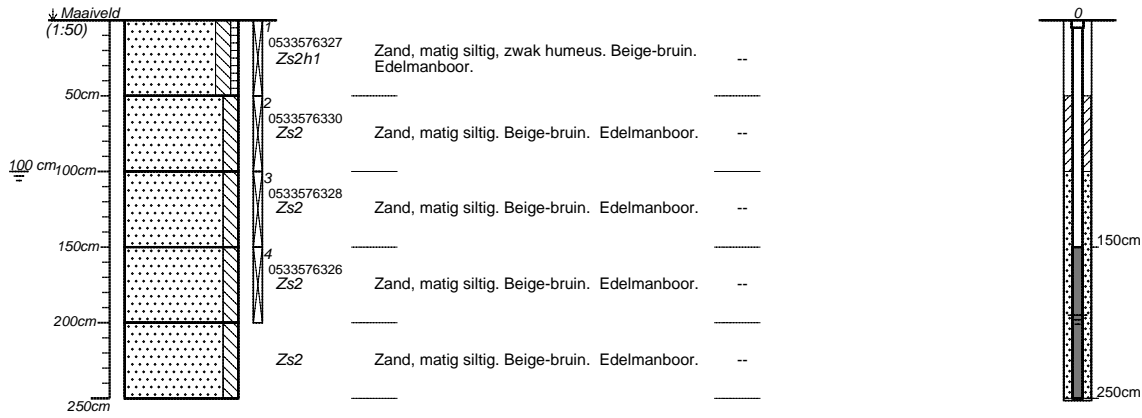 Maaiveld
0
(1:50)
1
0533576327
Zs2h1
Zand, matig siltig, zwak humeus. Beige-bruin.
Edelmanboor.
--
50cm
2
0533576330
Zs2
Zand, matig siltig. Beige-bruin. Edelmanboor.
--
100 cm
100cm
3
0533576328
Zs2
Zand, matig siltig. Beige-bruin. Edelmanboor.
--
150cm
150cm
4
0533576326
Zs2
Zand, matig siltig. Beige-bruin. Edelmanboor.
--
200cm
Zs2
Zand, matig siltig. Beige-bruin. Edelmanboor.
--
250cm
250cm